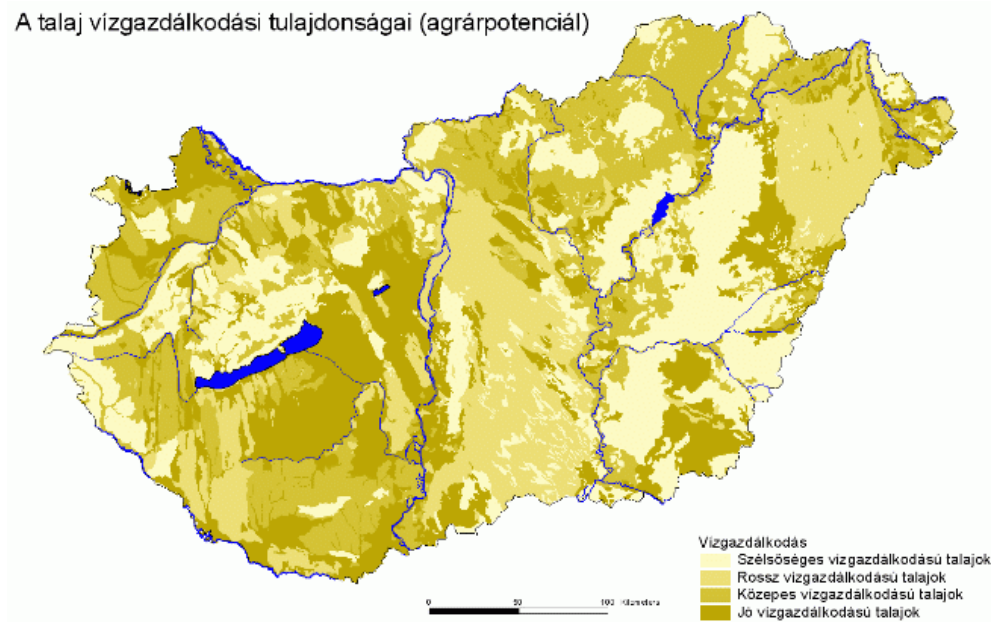 A talaj vízgazdálkodási tulajdonságai (agrárpotenciál)
Vízgazdálkodás
Szélsőséges vízgazdálkodású talajok
Rossz vízgazdálkodású talajok
Közepes vízgazdálkodású talajok
Jó vízgazdálkodású talajok
0 50 100 Kilometers